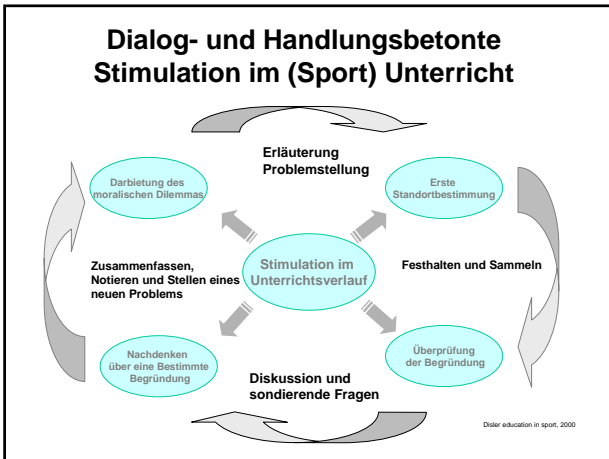 Dialog- und Handlungsbetonte
Stimulation im (Sport) Unterricht
Erläuterung
Problemstellung
Darbietung des
moralischen Dilemmas
Erste
Standortbestimmung
Zusammenfassen,
Notieren und Stellen eines
neuen Problems
Stimulation im
Unterrichtsverlauf
Festhalten und Sammeln
Nachdenken
über eine Bestimmte
Begründung
Überprüfung
der Begründung
Diskussion und
sondierende Fragen
Disler education in sport, 2000